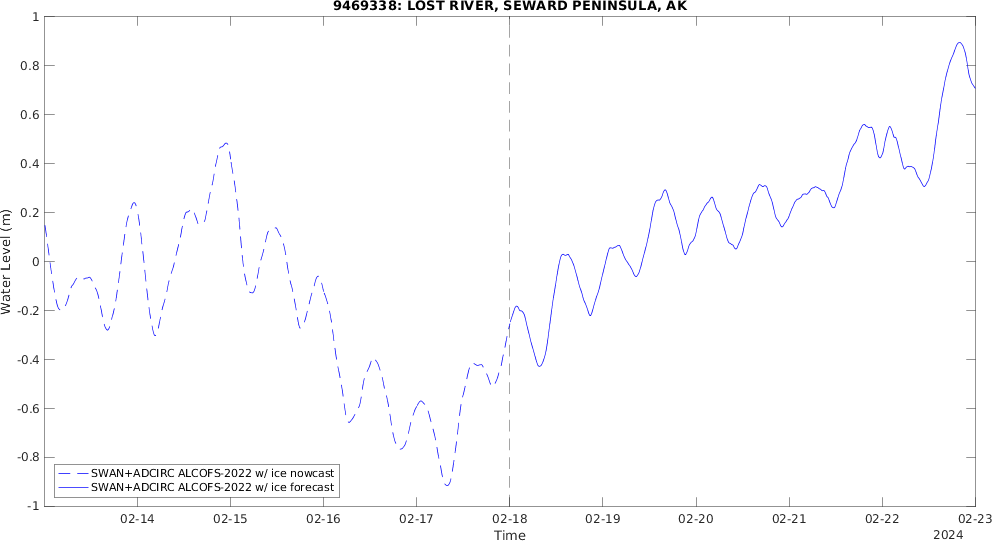 9469338: LOST RIVER, SEWARD PENINSULA, AK
1
0.8
0.6
0.4
0.2
0
-0.2
-0.4
-0.6
-0.8
-1
Water Level (m)
SWAN+ADCIRC ALCOFS-2022 w/ ice nowcast
SWAN+ADCIRC ALCOFS-2022 w/ ice forecast
02-14 02-15 02-16 02-17 02-18 02-19 02-20 02-21 02-22 02-23
Time
2024